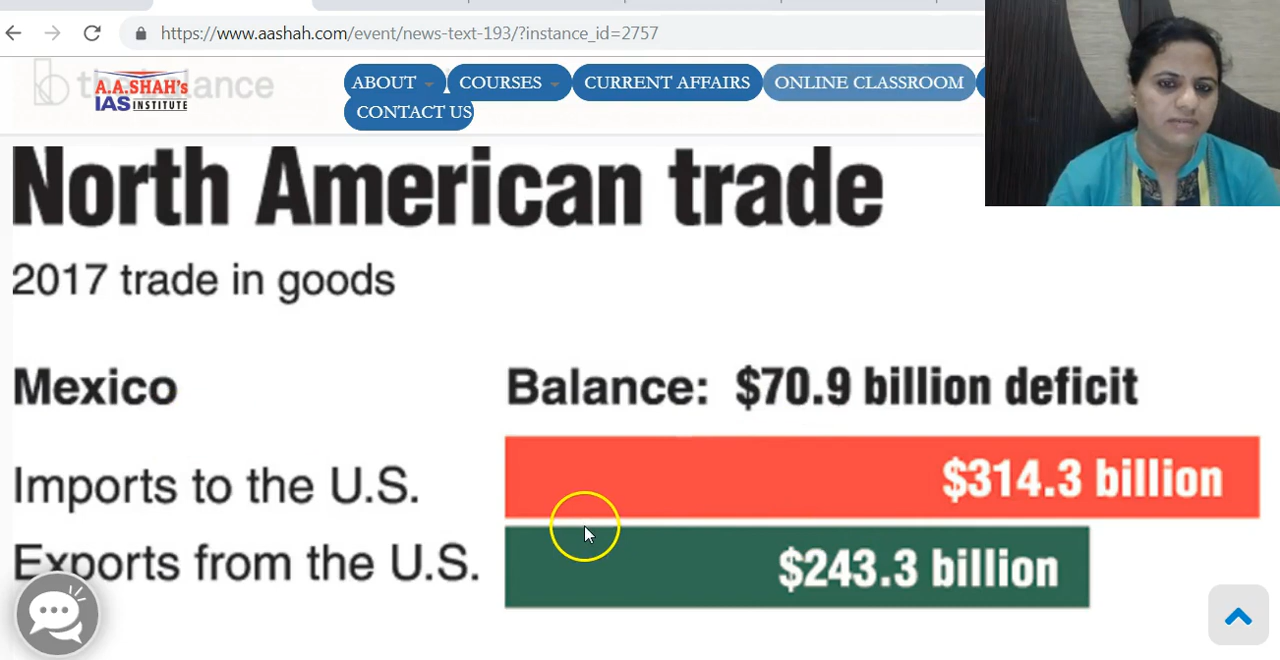 https://www.aashah.com/event/news-text-193/?instance_id=2757
A.A.SHAH's
IAS INSTITUTE
ABOUT
COURSES
CURRENT AFFAIRS
ONLINE CLASSROOM
CONTACT US
North American trade
2017 trade in goods
Mexico
Balance: $70.9 billion deficit
Imports to the U.S.
$314.3 billion
Exports from the U.S.
$243.3 billion